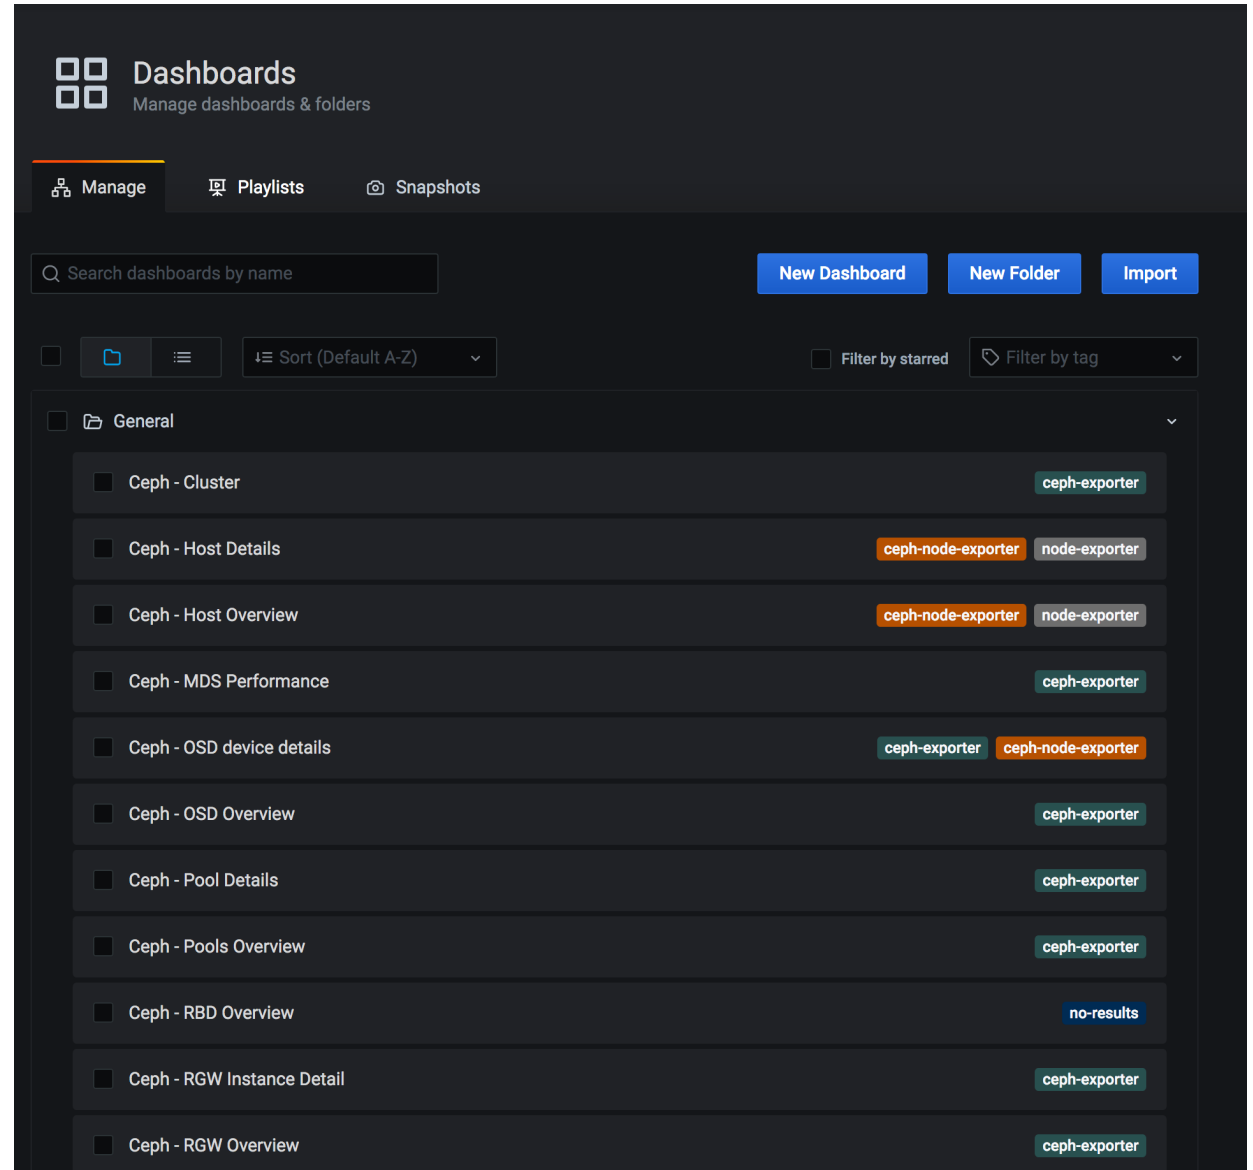 Dashboards
Manage dashboards & folders
Manage Playlists Snapshots
Search dashboards by name New Dashboard New Folder Import
Sort (Default A-Z) Filter by starred Filter by tag
General
Ceph - Cluster ceph-exporter
Ceph - Host Details ceph-node-exporter node-exporter
Ceph - Host Overview ceph-node-exporter node-exporter
Ceph - MDS Performance ceph-exporter
Ceph - OSD device details ceph-exporter ceph-node-exporter
Ceph - OSD Overview ceph-exporter
Ceph - Pool Details ceph-exporter
Ceph - Pools Overview ceph-exporter
Ceph - RBD Overview no-results
Ceph - RGW Instance Detail ceph-exporter
Ceph - RGW Overview ceph-exporter